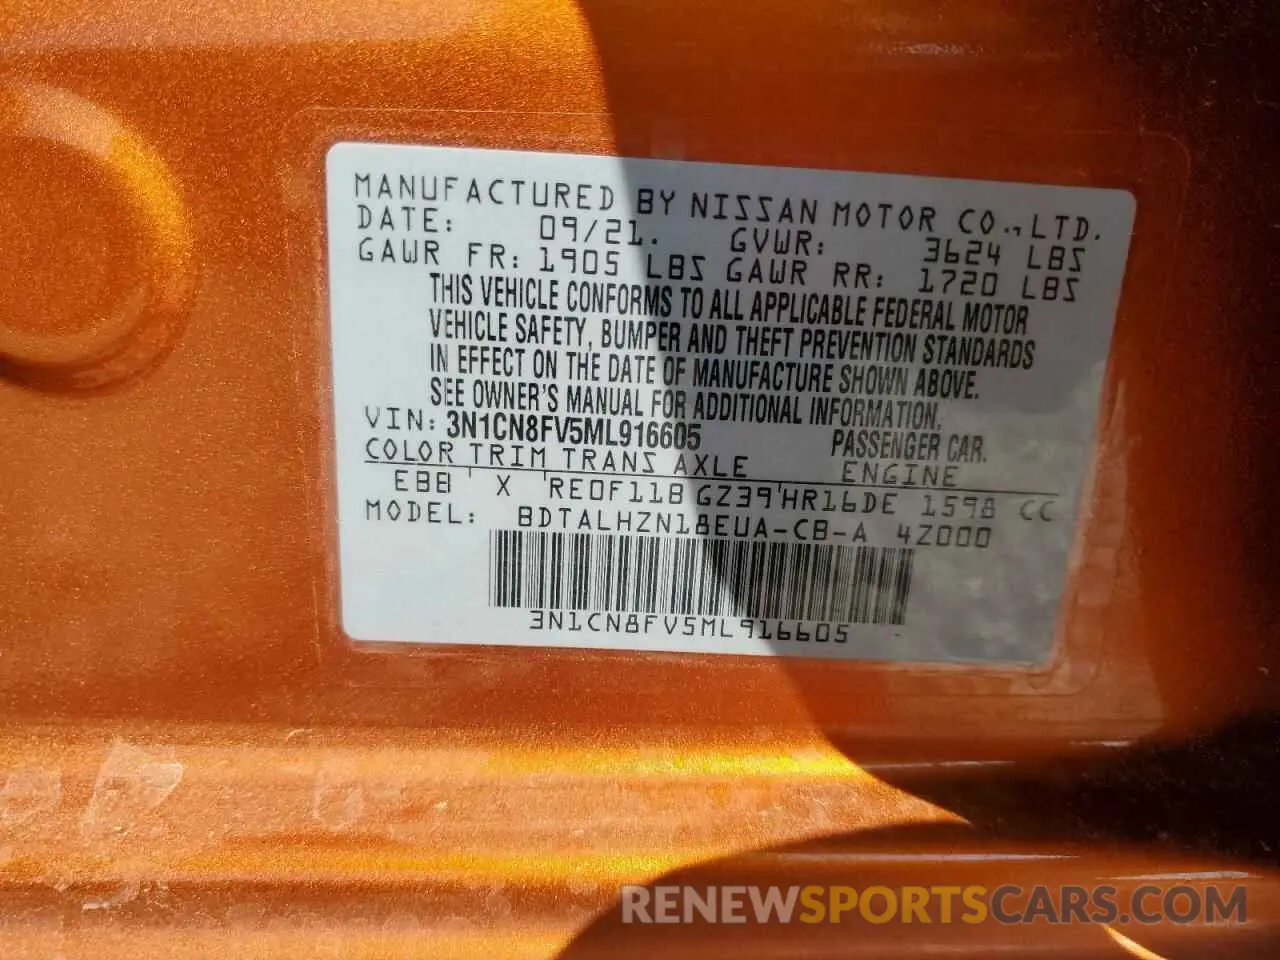 MANUFACTURED BY NISSAN MOTOR CO., LTD.
DATE: 09/21. GVWR: 3624 LBS
GAWR FR: 1905 LBS GAWR RR: 1720 LBS
THIS VEHICLE CONFORMS TO ALL APPLICABLE FEDERAL MOTOR
VEHICLE SAFETY, BUMPER AND THEFT PREVENTION STANDARDS
IN EFFECT ON THE DATE OF MANUFACTURE SHOWN ABOVE.
SEE OWNER'S MANUAL FOR ADDITIONAL INFORMATION.
VIN: 3N1CN8FV5ML916605 PASSENGER CAR.
COLOR TRIM TRANS AXLE ENGINE
EBB X RE0F11B GZ39 HR16DE 1598 CC
MODEL: BDTALHZN18EUA-CB-A 4Z000
3N1CN8FV5ML916605
RENEWSPORTSCARS.COM